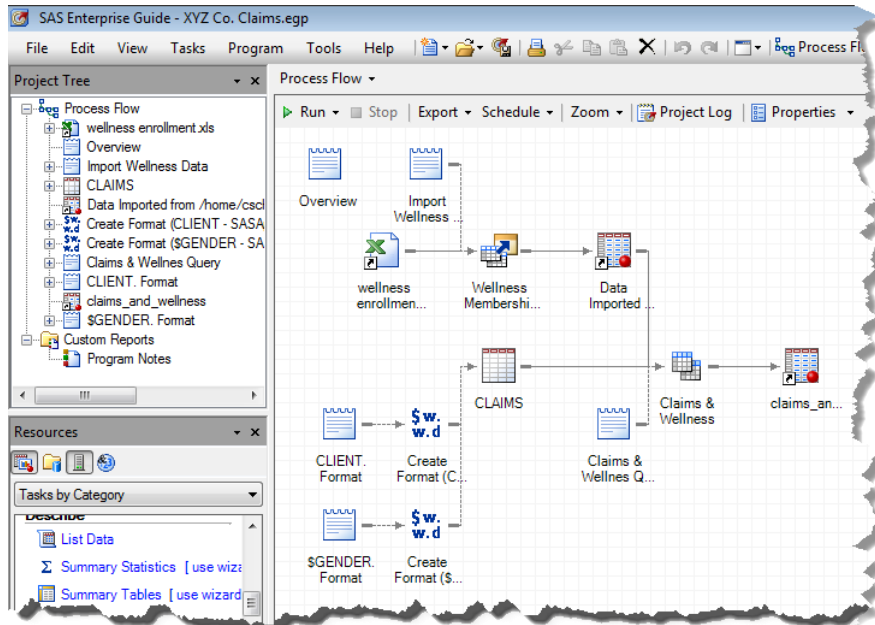 SAS Enterprise Guide - XYZ Co. Claims.egp
File Edit View Tasks Program Tools Help Process Fl
Project Tree
Process Flow
wellness enrollment.xls
Overview
Import Wellness Data
CLAIMS
Data Imported from /home/cscl
Create Format (CLIENT - SASA
Create Format ($GENDER - SA
Claims & Wellnes Query
CLIENT. Format
claims_and_wellness
$GENDER. Format
Custom Reports
Program Notes
Resources
Tasks by Category
Describe
List Data
Summary Statistics [ use wiza
Summary Tables [ use wizard
Process Flow
Run Stop Export Schedule Zoom Project Log Properties
Overview
Import
Wellness ...
wellness
enrollmen...
Wellness
Membershi...
Data
Imported ...
CLAIMS
Claims &
Wellness
claims_an...
CLIENT.
Format
$w.
w.d
Create
Format (C...
Claims &
Wellnes Q...
$GENDER.
Format
$w.
w.d
Create
Format ($...